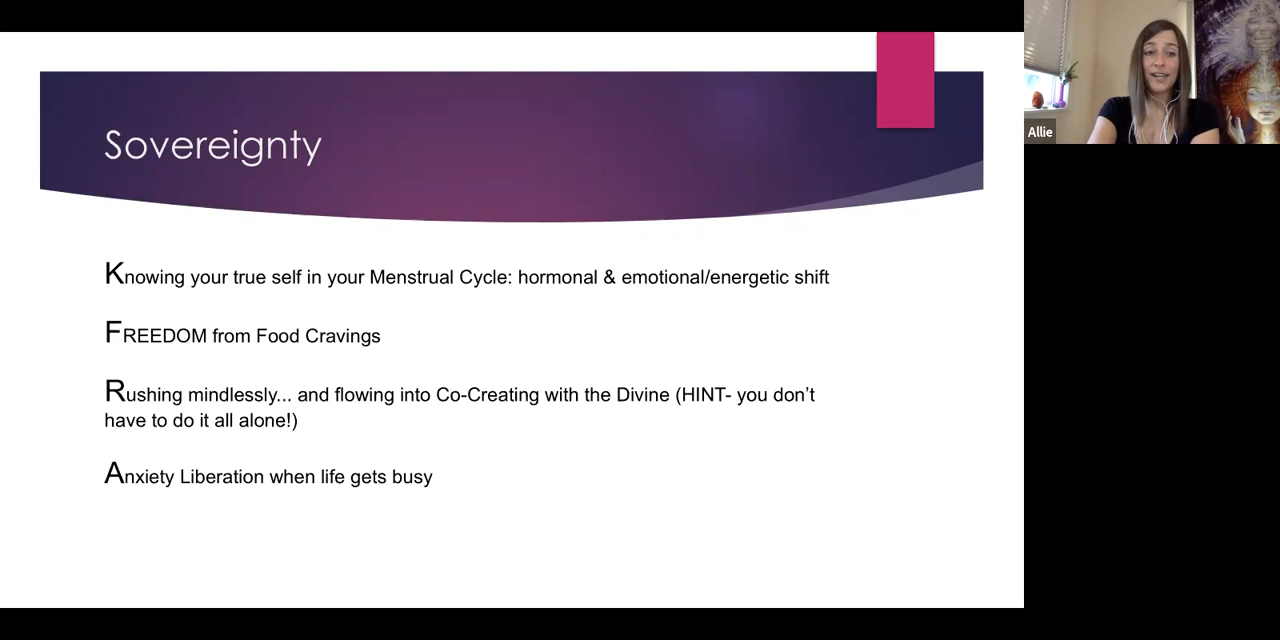 Sovereignty
Allie
Knowing your true self in your Menstrual Cycle: hormonal & emotional/energetic shift
FREEDOM from Food Cravings
Rushing mindlessly... and flowing into Co-Creating with the Divine (HINT- you don’t
have to do it all alone!)
Anxiety Liberation when life gets busy